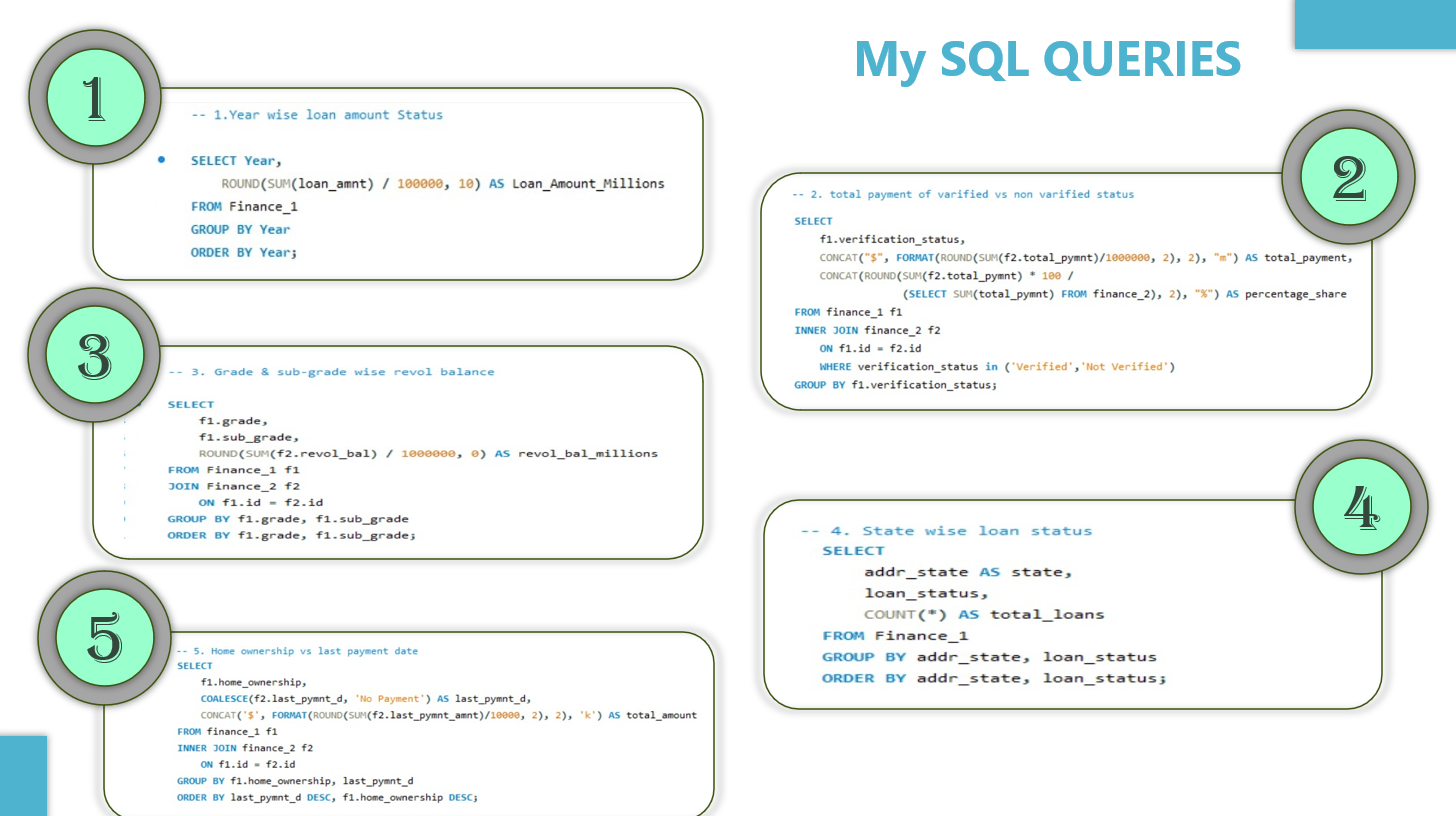 My SQL QUERIES
1
-- 1.Year wise loan amount Status
SELECT Year,
ROUND(SUM(loan_amnt) / 100000, 10) AS Loan_Amount_Millions
FROM Finance_1
GROUP BY Year
ORDER BY Year;
2
-- 2. total payment of varified vs non varified status
SELECT
f1.verification_status,
CONCAT("$", FORMAT(ROUND(SUM(f2.total_pymnt)/1000000, 2), 2), "m") AS total_payment,
CONCAT(ROUND(SUM(f2.total_pymnt) * 100 /
(SELECT SUM(total_pymnt) FROM finance_2), 2), "%") AS percentage_share
FROM finance_1 f1
INNER JOIN finance_2 f2
ON f1.id = f2.id
WHERE verification_status in ('Verified','Not Verified')
GROUP BY f1.verification_status;
3
-- 3. Grade & sub-grade wise revol balance
SELECT
f1.grade,
f1.sub_grade,
ROUND(SUM(f2.revol_bal) / 1000000, 0) AS revol_bal_millions
FROM Finance_1 f1
JOIN Finance_2 f2
ON f1.id = f2.id
GROUP BY f1.grade, f1.sub_grade
ORDER BY f1.grade, f1.sub_grade;
4
-- 4. State wise loan status
SELECT
addr_state AS state,
loan_status,
COUNT(*) AS total_loans
FROM Finance_1
GROUP BY addr_state, loan_status
ORDER BY addr_state, loan_status;
5
-- 5. Home ownership vs last payment date
SELECT
f1.home_ownership,
COALESCE(f2.last_pymnt_d, 'No Payment') AS last_pymnt_d,
CONCAT('$', FORMAT(ROUND(SUM(f2.last_pymnt_amnt)/10000, 2), 2), 'k') AS total_amount
FROM finance_1 f1
INNER JOIN finance_2 f2
ON f1.id = f2.id
GROUP BY f1.home_ownership, last_pymnt_d
ORDER BY last_pymnt_d DESC, f1.home_ownership DESC;